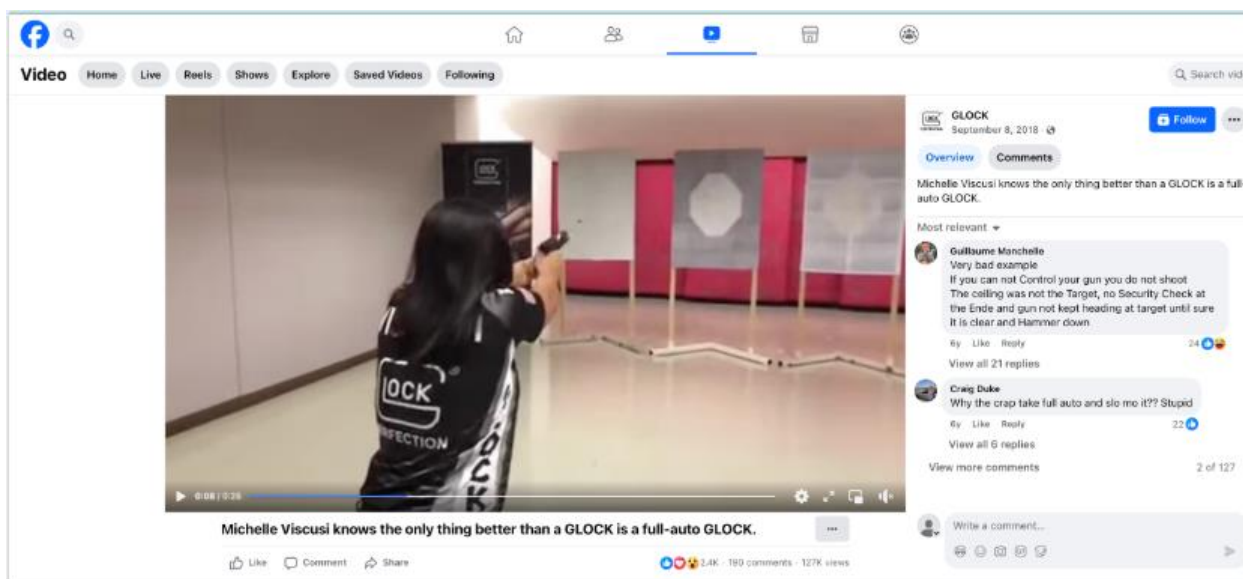 Video
Home
Live
Reels
Shows
Explore
Saved Videos
Following
Search vid
GLOCK
PERFECTION
0:08 | 0:26
Michelle Viscusi knows the only thing better than a GLOCK is a full-auto GLOCK.
Like
Comment
Share
2.4K · 190 comments · 127K views
GLOCK
September 8, 2018
Follow
Overview
Comments
Michelle Viscusi knows the only thing better than a GLOCK is a full-
auto GLOCK.
Most relevant
Guillaume Manchelle
Very bad example
If you can not Control your gun you do not shoot
The ceiling was not the Target, no Security Check at
the Ende and gun not kept heading at target until sure
it is clear and Hammer down
6y Like Reply
24
View all 21 replies
Craig Duke
Why the crap take full auto and slo mo it?? Stupid
6y Like Reply
22
View all 6 replies
View more comments
2 of 127
Write a comment...